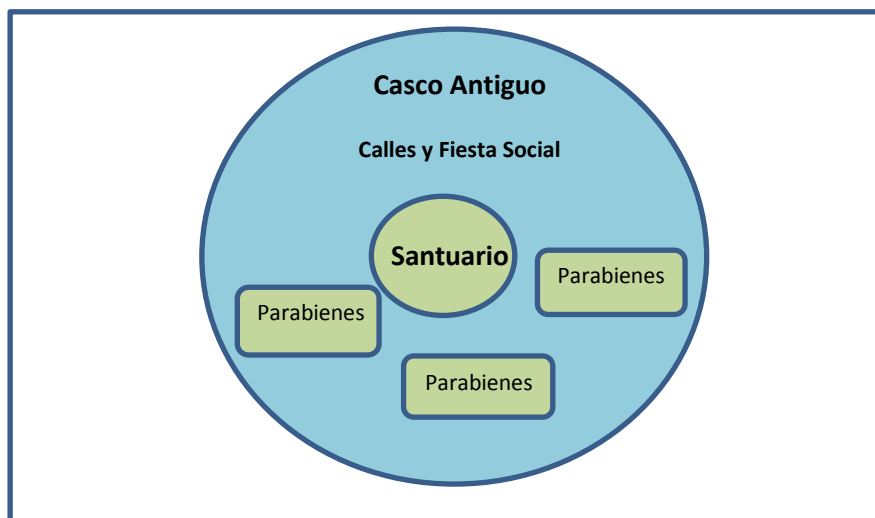 Casco Antiguo
Calles y Fiesta Social
Santuario
Parabienes
Parabienes
Parabienes